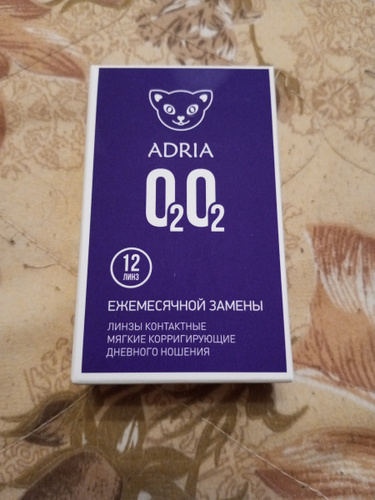 ADRIA
O₂O₂
12
ЛИНЗ
ЕЖЕМЕСЯЧНОЙ ЗАМЕНЫ
ЛИНЗЫ КОНТАКТНЫЕ
МЯГКИЕ КОРРИГИРУЮЩИЕ
ДНЕВНОГО НОШЕНИЯ